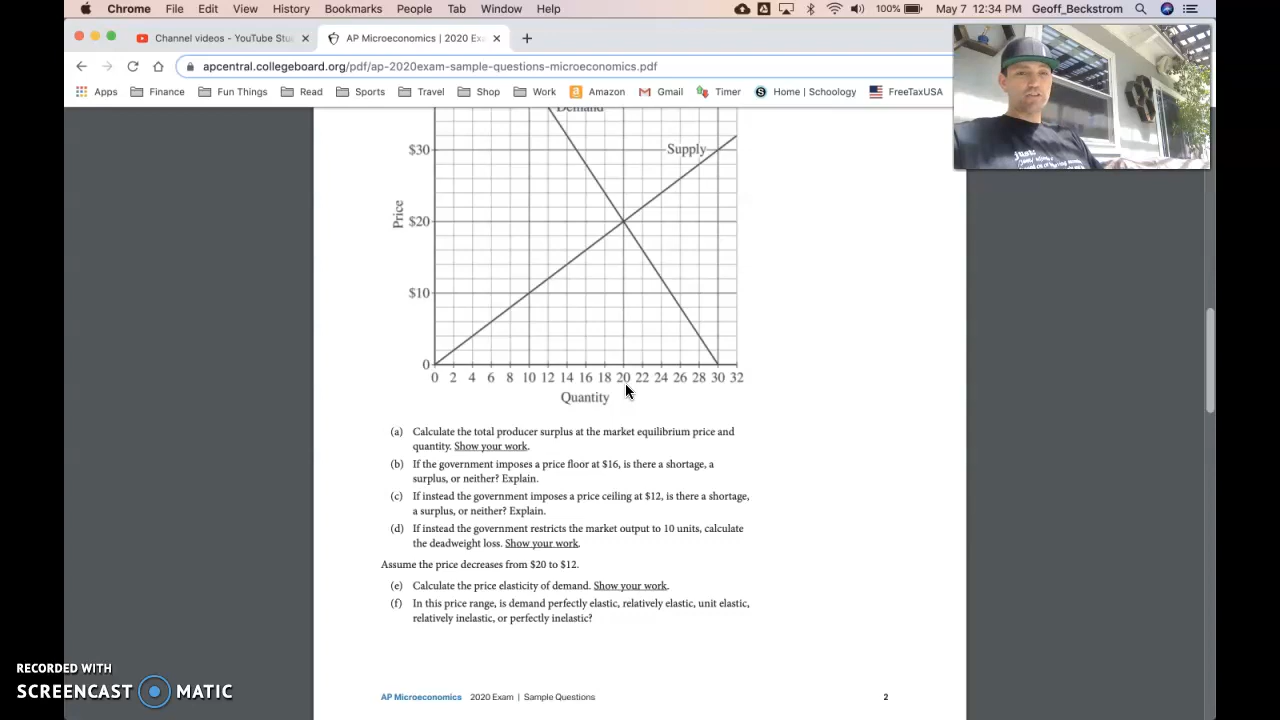 Chrome File Edit View History Bookmarks People Tab Window Help 100% May 7 12:34 PM Geoff_Beckstrom
Channel videos - YouTube Stu × AP Microeconomics | 2020 Exa × +
apcentral.collegeboard.org/pdf/ap-2020exam-sample-questions-microeconomics.pdf
Apps Finance Fun Things Read Sports Travel Shop Work Amazon Gmail Timer Home | Schoology FreeTaxUSA
Demand
$30
Supply
Price
$20
$10
0
0 2 4 6 8 10 12 14 16 18 20 22 24 26 28 30 32
Quantity
(a) Calculate the total producer surplus at the market equilibrium price and
quantity. Show your work.
(b) If the government imposes a price floor at $16, is there a shortage, a
surplus, or neither? Explain.
(c) If instead the government imposes a price ceiling at $12, is there a shortage,
a surplus, or neither? Explain.
(d) If instead the government restricts the market output to 10 units, calculate
the deadweight loss. Show your work.
Assume the price decreases from $20 to $12.
(e) Calculate the price elasticity of demand. Show your work.
(f) In this price range, is demand perfectly elastic, relatively elastic, unit elastic,
relatively inelastic, or perfectly inelastic?
AP Microeconomics 2020 Exam | Sample Questions 2
RECORDED WITH
SCREENCAST MATIC